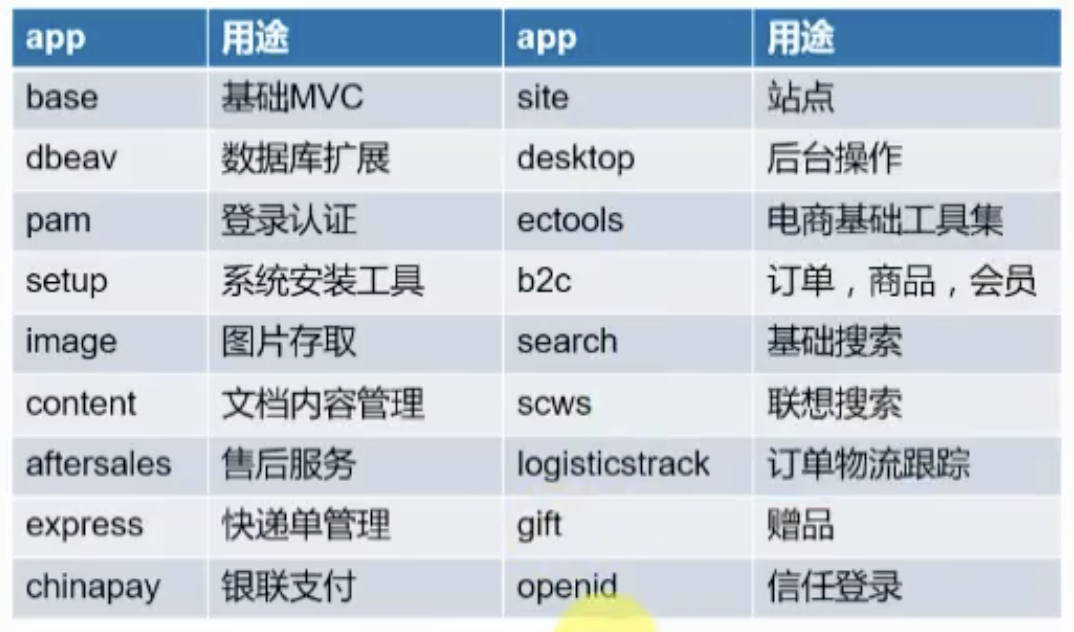 app 用途 app 用途
base 基础MVC site 站点
dbeav 数据库扩展 desktop 后台操作
pam 登录认证 ectools 电商基础工具集
setup 系统安装工具 b2c 订单，商品，会员
image 图片存取 search 基础搜索
content 文档内容管理 scws 联想搜索
aftersales 售后服务 logisticstrack 订单物流跟踪
express 快递单管理 gift 赠品
chinapay 银联支付 openid 信任登录